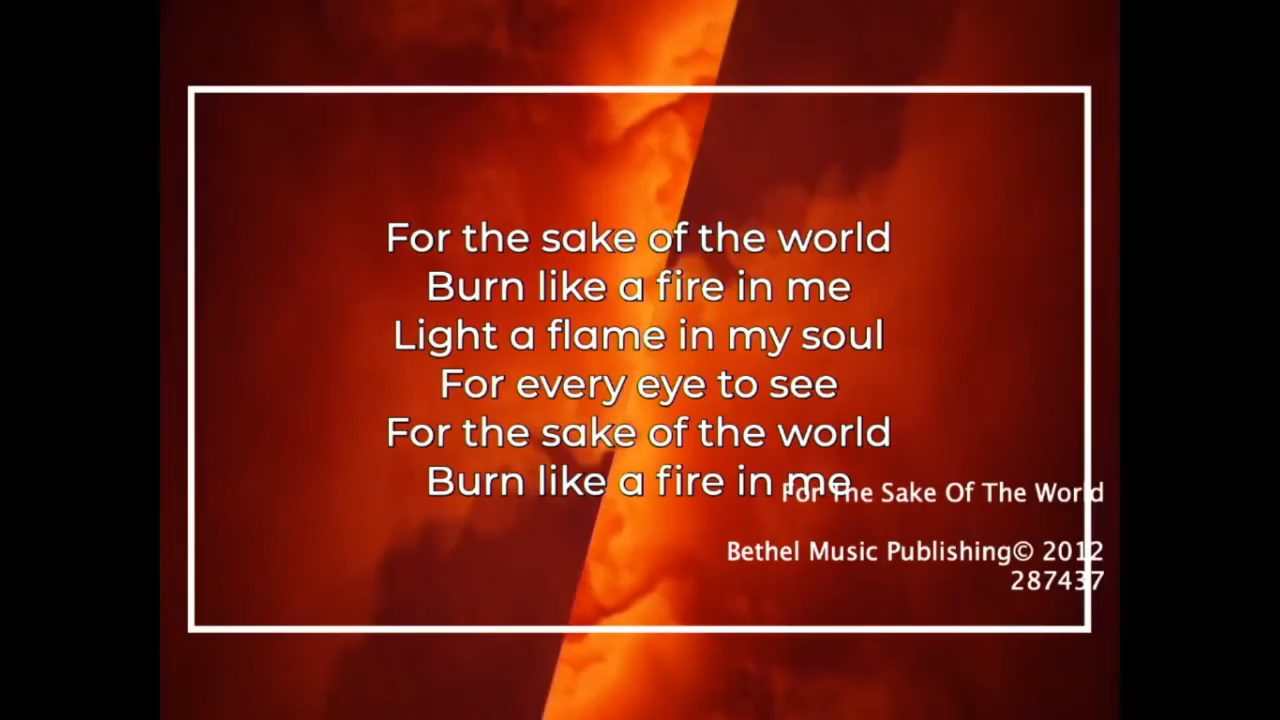 For the sake of the world
Burn like a fire in me
Light a flame in my soul
For every eye to see
For the sake of the world
Burn like a fire in me
For The Sake Of The World
Bethel Music Publishing© 2012
287437